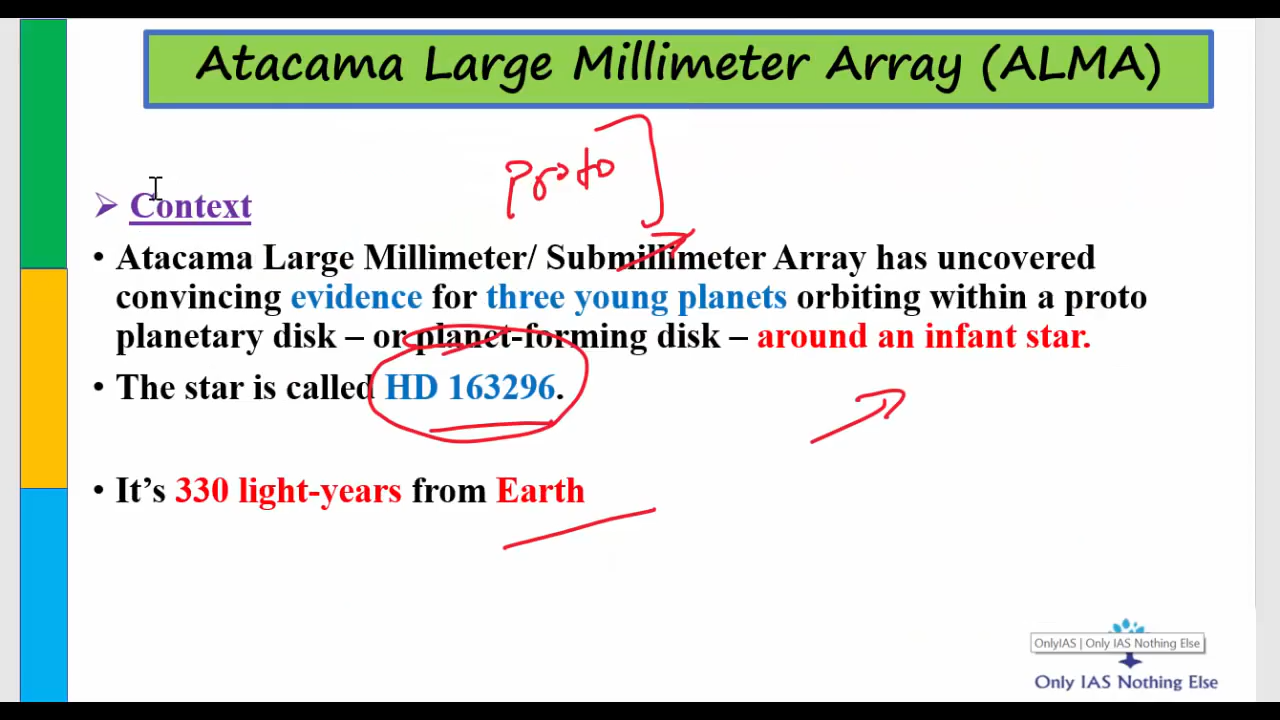 Atacama Large Millimeter Array (ALMA)
Proto
➢ Context
• Atacama Large Millimeter/ Submillimeter Array has uncovered
convincing evidence for three young planets orbiting within a proto
planetary disk – or planet-forming disk – around an infant star.
• The star is called HD 163296.
• It’s 330 light-years from Earth
OnlyIAS | Only IAS Nothing Else
Only IAS Nothing Else